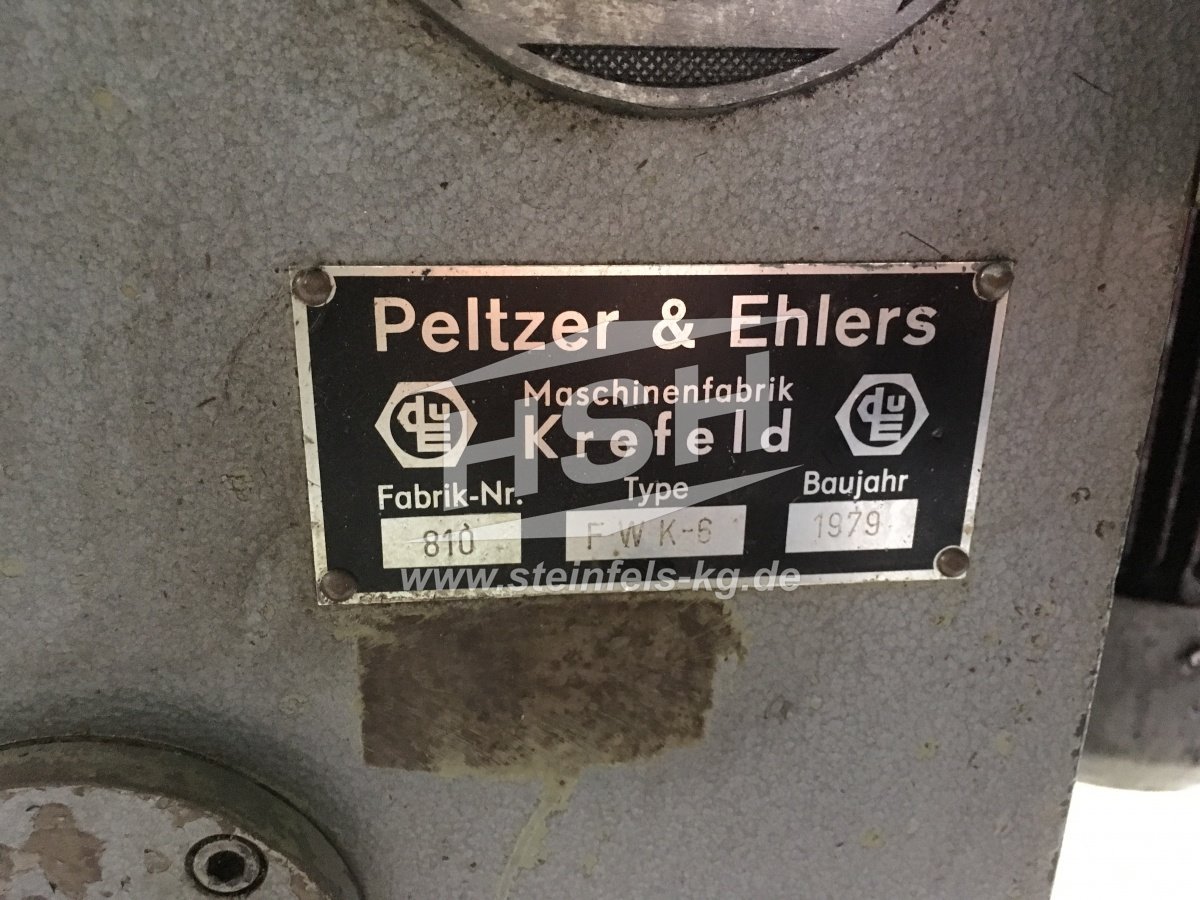 Peltzer & Ehlers
Maschinenfabrik
Krefeld
Fabrik-Nr. Type Baujahr
810 F W K-6 1979
HSH
www.steinfels-kg.de